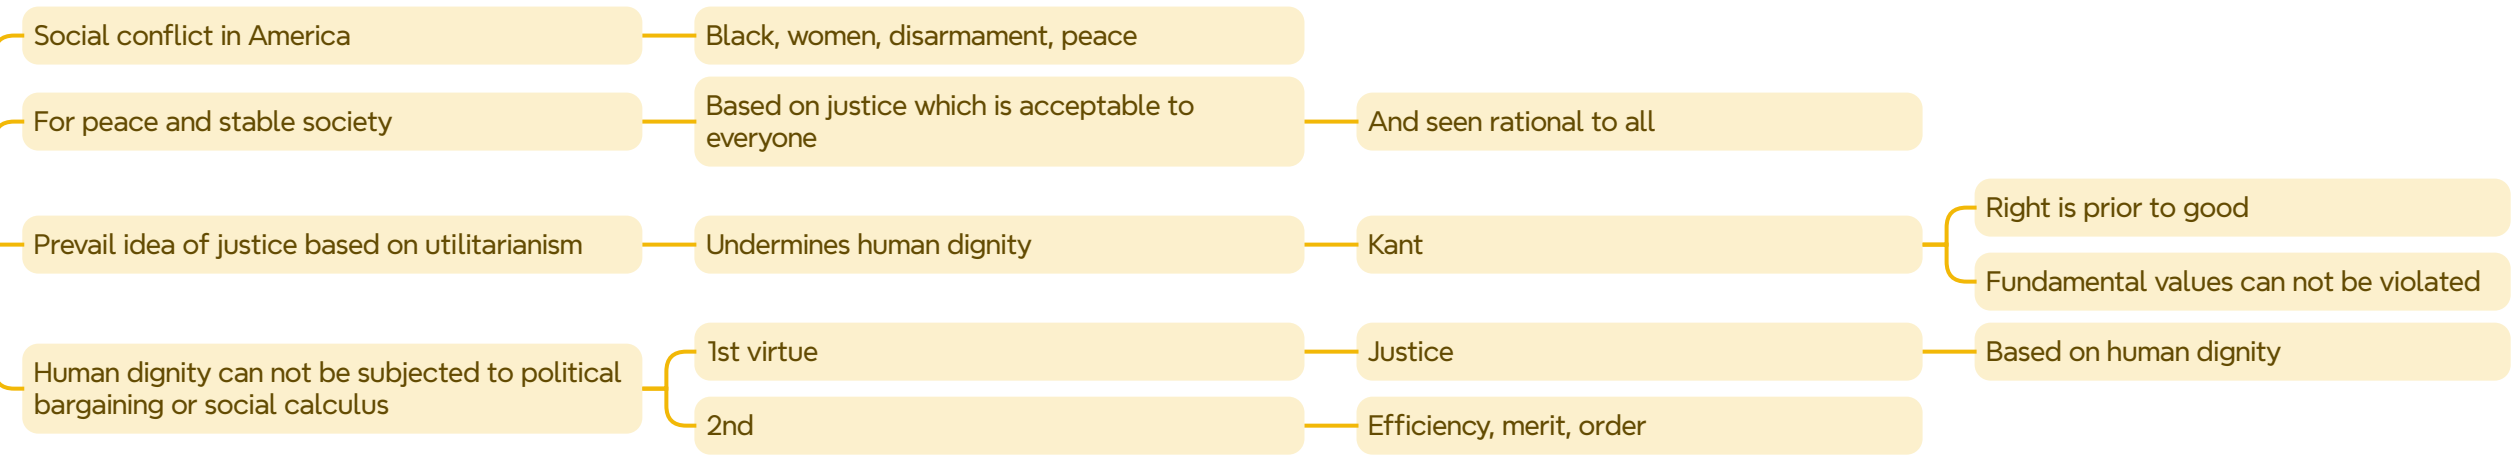 Social conflict in America
Black, women, disarmament, peace
For peace and stable society
Based on justice which is acceptable to
everyone
And seen rational to all
Prevail idea of justice based on utilitarianism
Undermines human dignity
Kant
Right is prior to good
Fundamental values can not be violated
Human dignity can not be subjected to political
bargaining or social calculus
1st virtue
Justice
Based on human dignity
2nd
Efficiency, merit, order